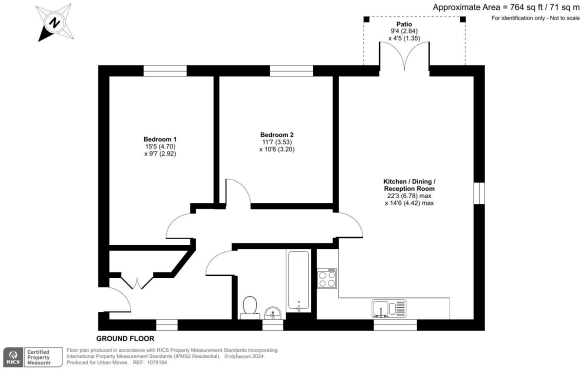 Approximate Area = 764 sq ft / 71 sq m
For identification only - Not to scale
N
Patio
9'4 (2.84)
x 4'5 (1.35)
Bedroom 1
15'5 (4.70)
x 9'7 (2.92)
Bedroom 2
11'7 (3.53)
x 10'6 (3.20)
Kitchen / Dining /
Reception Room
22'3 (6.78) max
x 14'6 (4.42) max
GROUND FLOOR
RICS
Certified
Property
Measurer
Floor plan produced in accordance with RICS Property Measurement Standards incorporating
International Property Measurement Standards (IPMS2 Residential). ©nichecom 2024.
Produced for Urban Moves. REF: 1076184